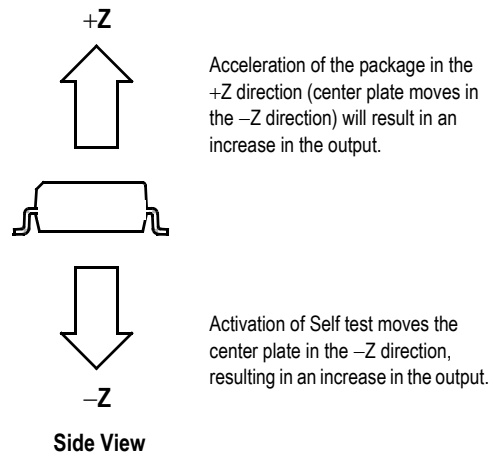 +Z
Acceleration of the package in the
+Z direction (center plate moves in
the −Z direction) will result in an
increase in the output.
Activation of Self test moves the
center plate in the −Z direction,
resulting in an increase in the output.
−Z
Side View